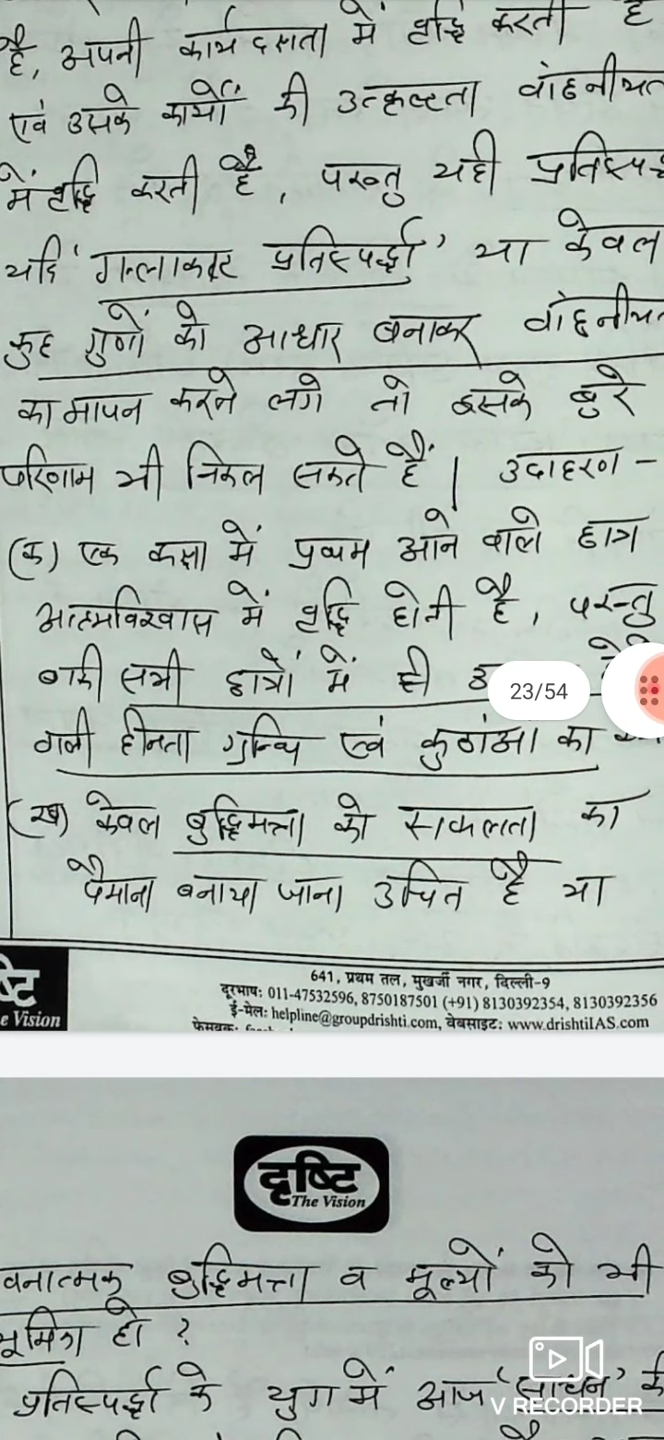 है, अपनी कार्यदक्षता में वृद्धि करती है
एवं उसके कार्यों की उत्कृष्टता वांछनीयत
में वृद्धि करती है, परन्तु यही प्रतिस्पर्
यदि 'गलाकाट प्रतिस्पर्द्धा' या केवल
कुछ गुणों को आधार बनाकर वांछनीयत
का मापन करने लगे तो इसके बुरे
परिणाम भी निकल सकते हैं। उदाहरण -
(क) एक कक्षा में प्रथम आने वाले छात्र
आत्मविश्वास में वृद्धि होती है, परन्तु
बाकी सभी छात्रों में ही
23/54
वाली हीनता ग्रन्थि एवं कुठांआ का
(ख) केवल बुद्धिमत्ता को सफलता का
पैमाना बनाया जाना उचित है या
ष्टि
e Vision
641, प्रथम तल, मुखर्जी नगर, दिल्ली-9
दूरभाष: 011-47532596, 8750187501 (+91) 8130392354, 8130392356
ई-मेल: helpline@groupdrishti.com, वेबसाइट: www.drishtiIAS.com
फेसबुक:
दृष्टि
The Vision
वनात्मक बुद्धिमत्ता व मूल्यों को भी
भूमिका हो ?
प्रतिस्पर्द्धा के युग में आज 'साधन' की
V RECORDER